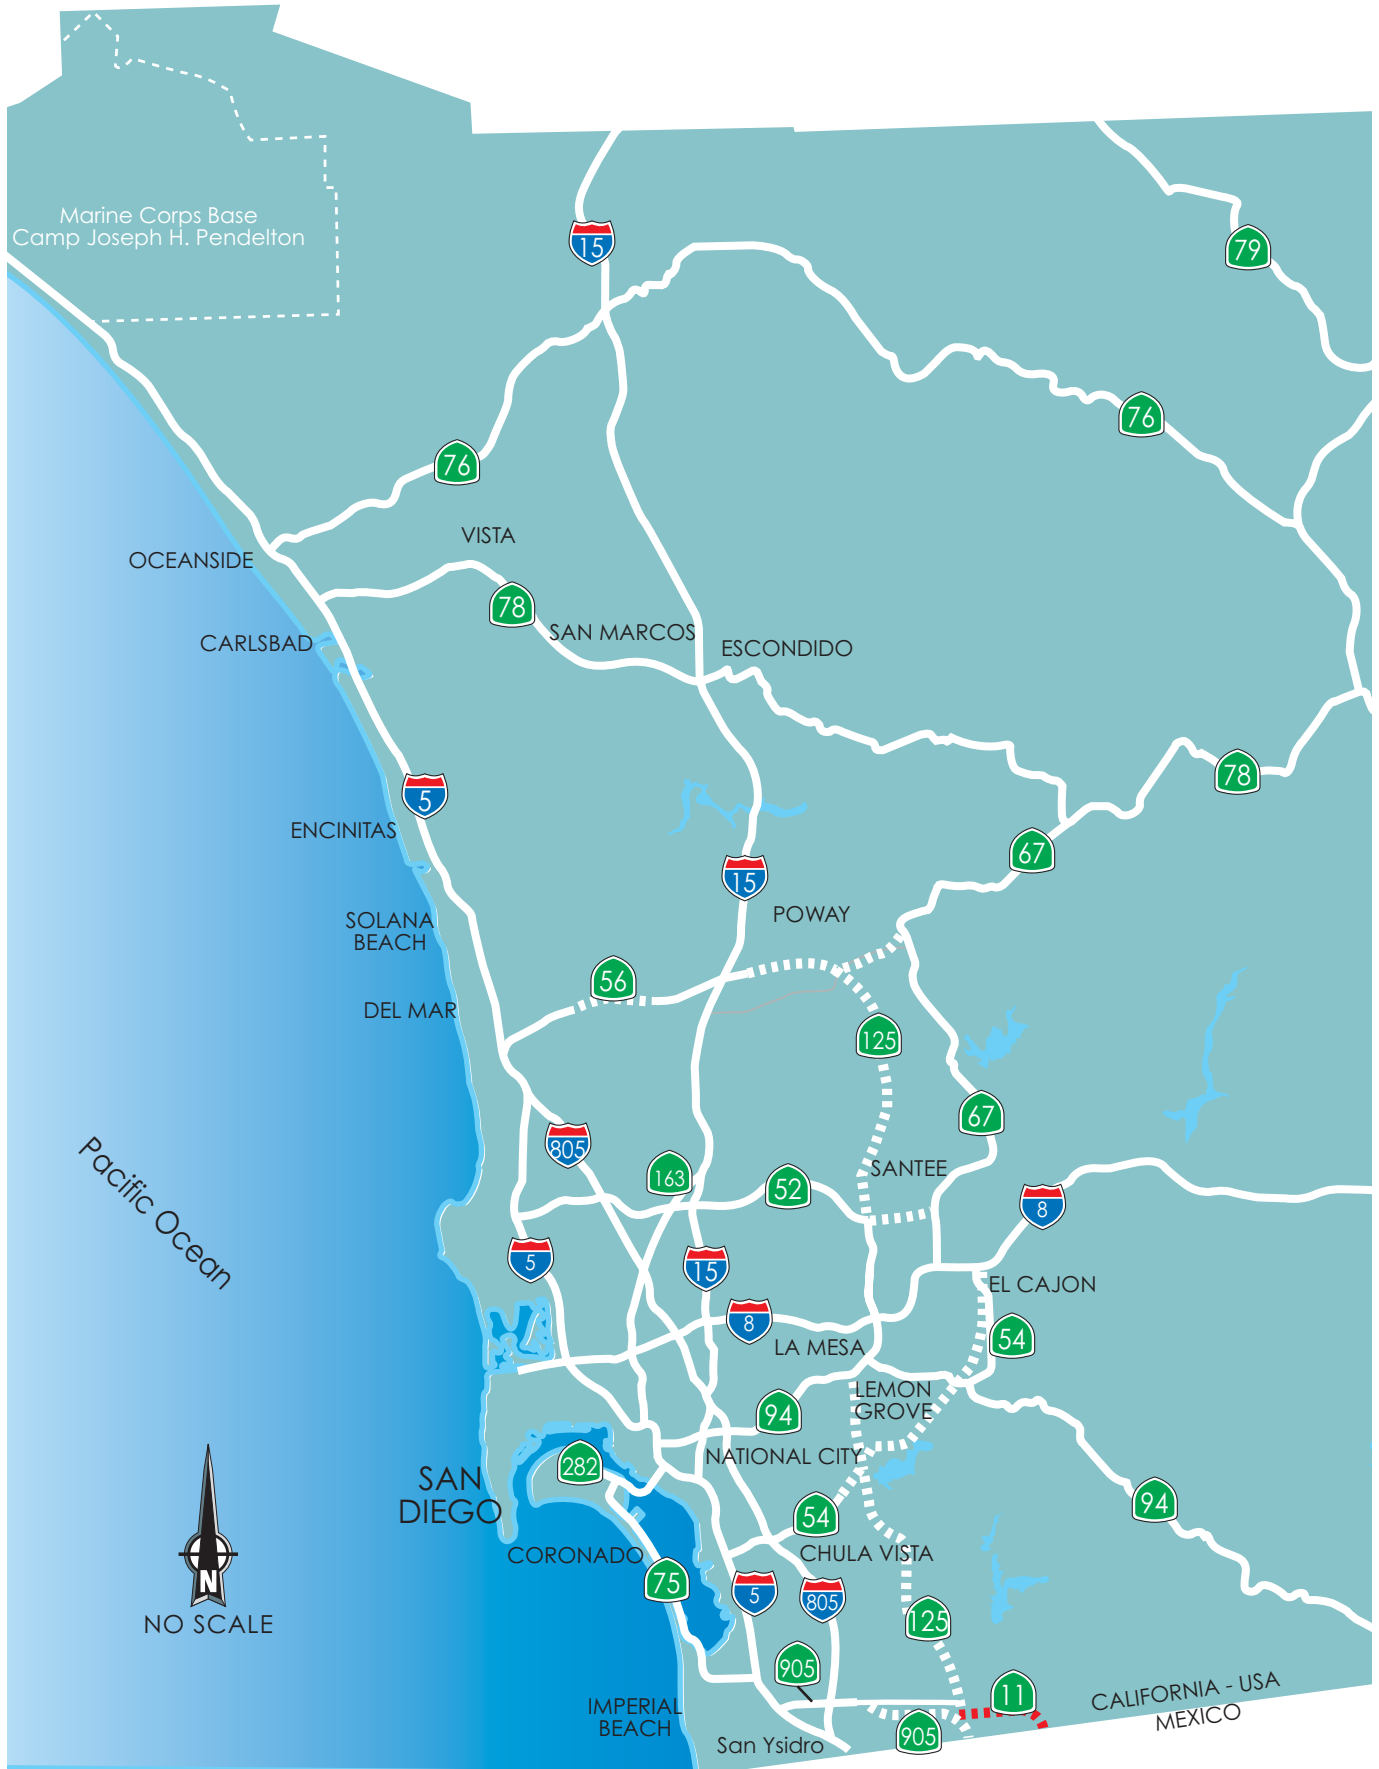 Marine Corps Base
Camp Joseph H. Pendelton
15
79
76
76
VISTA
OCEANSIDE
78
SAN MARCOS
ESCONDIDO
CARLSBAD
78
5
ENCINITAS
67
15
POWAY
SOLANA
BEACH
56
DEL MAR
125
67
805
163
52
SANTEE
8
Pacific Ocean
5
15
EL CAJON
8
54
LA MESA
LEMON
GROVE
94
NATIONAL CITY
282
SAN
DIEGO
94
54
CORONADO
CHULA VISTA
75
5
805
N
NO SCALE
125
905
11
CALIFORNIA - USA
MEXICO
IMPERIAL
BEACH
905
San Ysidro